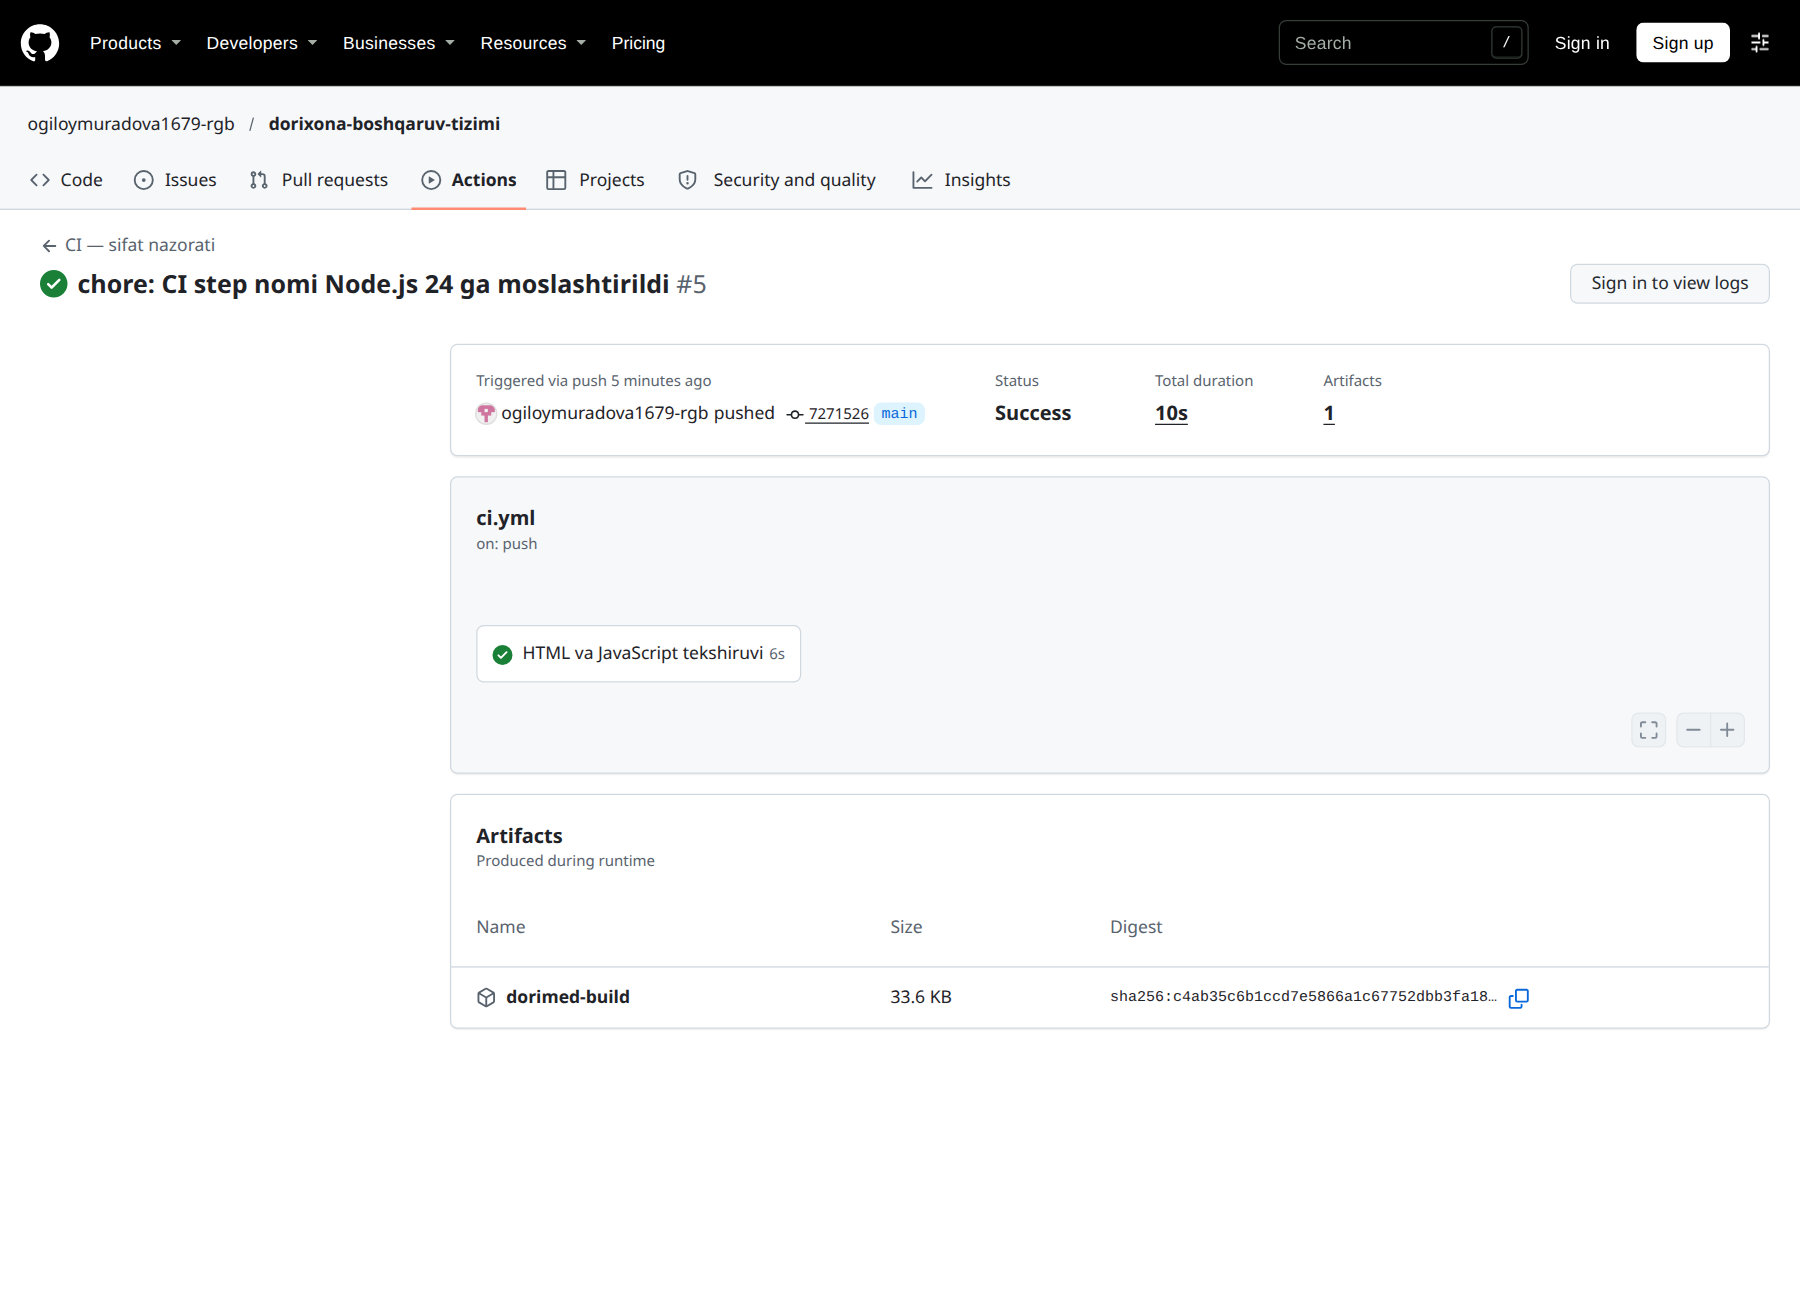 Products Developers Businesses Resources Pricing Search / Sign in Sign up
ogiloymuradova1679-rgb / dorixona-boshqaruv-tizimi
Code Issues Pull requests Actions Projects Security and quality Insights
CI — sifat nazorati
chore: CI step nomi Node.js 24 ga moslashtirildi #5
Sign in to view logs
Triggered via push 5 minutes ago
ogiloymuradova1679-rgb pushed 7271526 main
Status
Success
Total duration
10s
Artifacts
1
ci.yml
on: push
HTML va JavaScript tekshiruvi 6s
Artifacts
Produced during runtime
Name Size Digest
dorimed-build 33.6 KB sha256:c4ab35c6b1ccd7e5866a1c67752dbb3fa18…